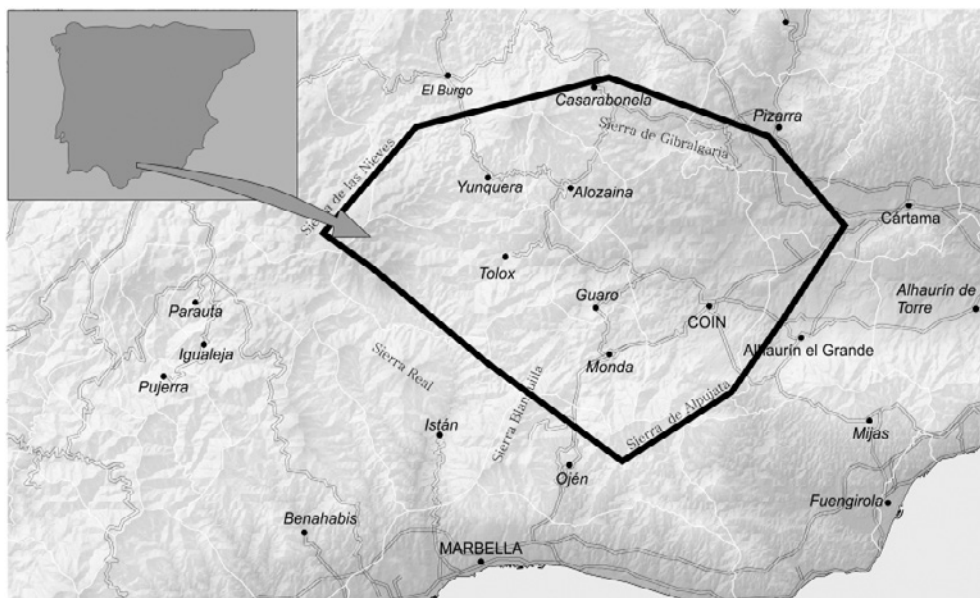 El Burgo
Casarabonela
Pizarra
Sierra de Gibralgaria
Sierra de las Nieves
Yunquera
Alozaina
Cártama
Tolox
Guaro
COIN
Alhaurín de
Torre
Parauta
Igualeja
Pujerra
Sierra Real
Monda
Alhaurín el Grande
Sierra Blanquilla
Sierra de Alpujata
Istán
Mijas
Ojén
Fuengirola
Benahabis
MARBELLA